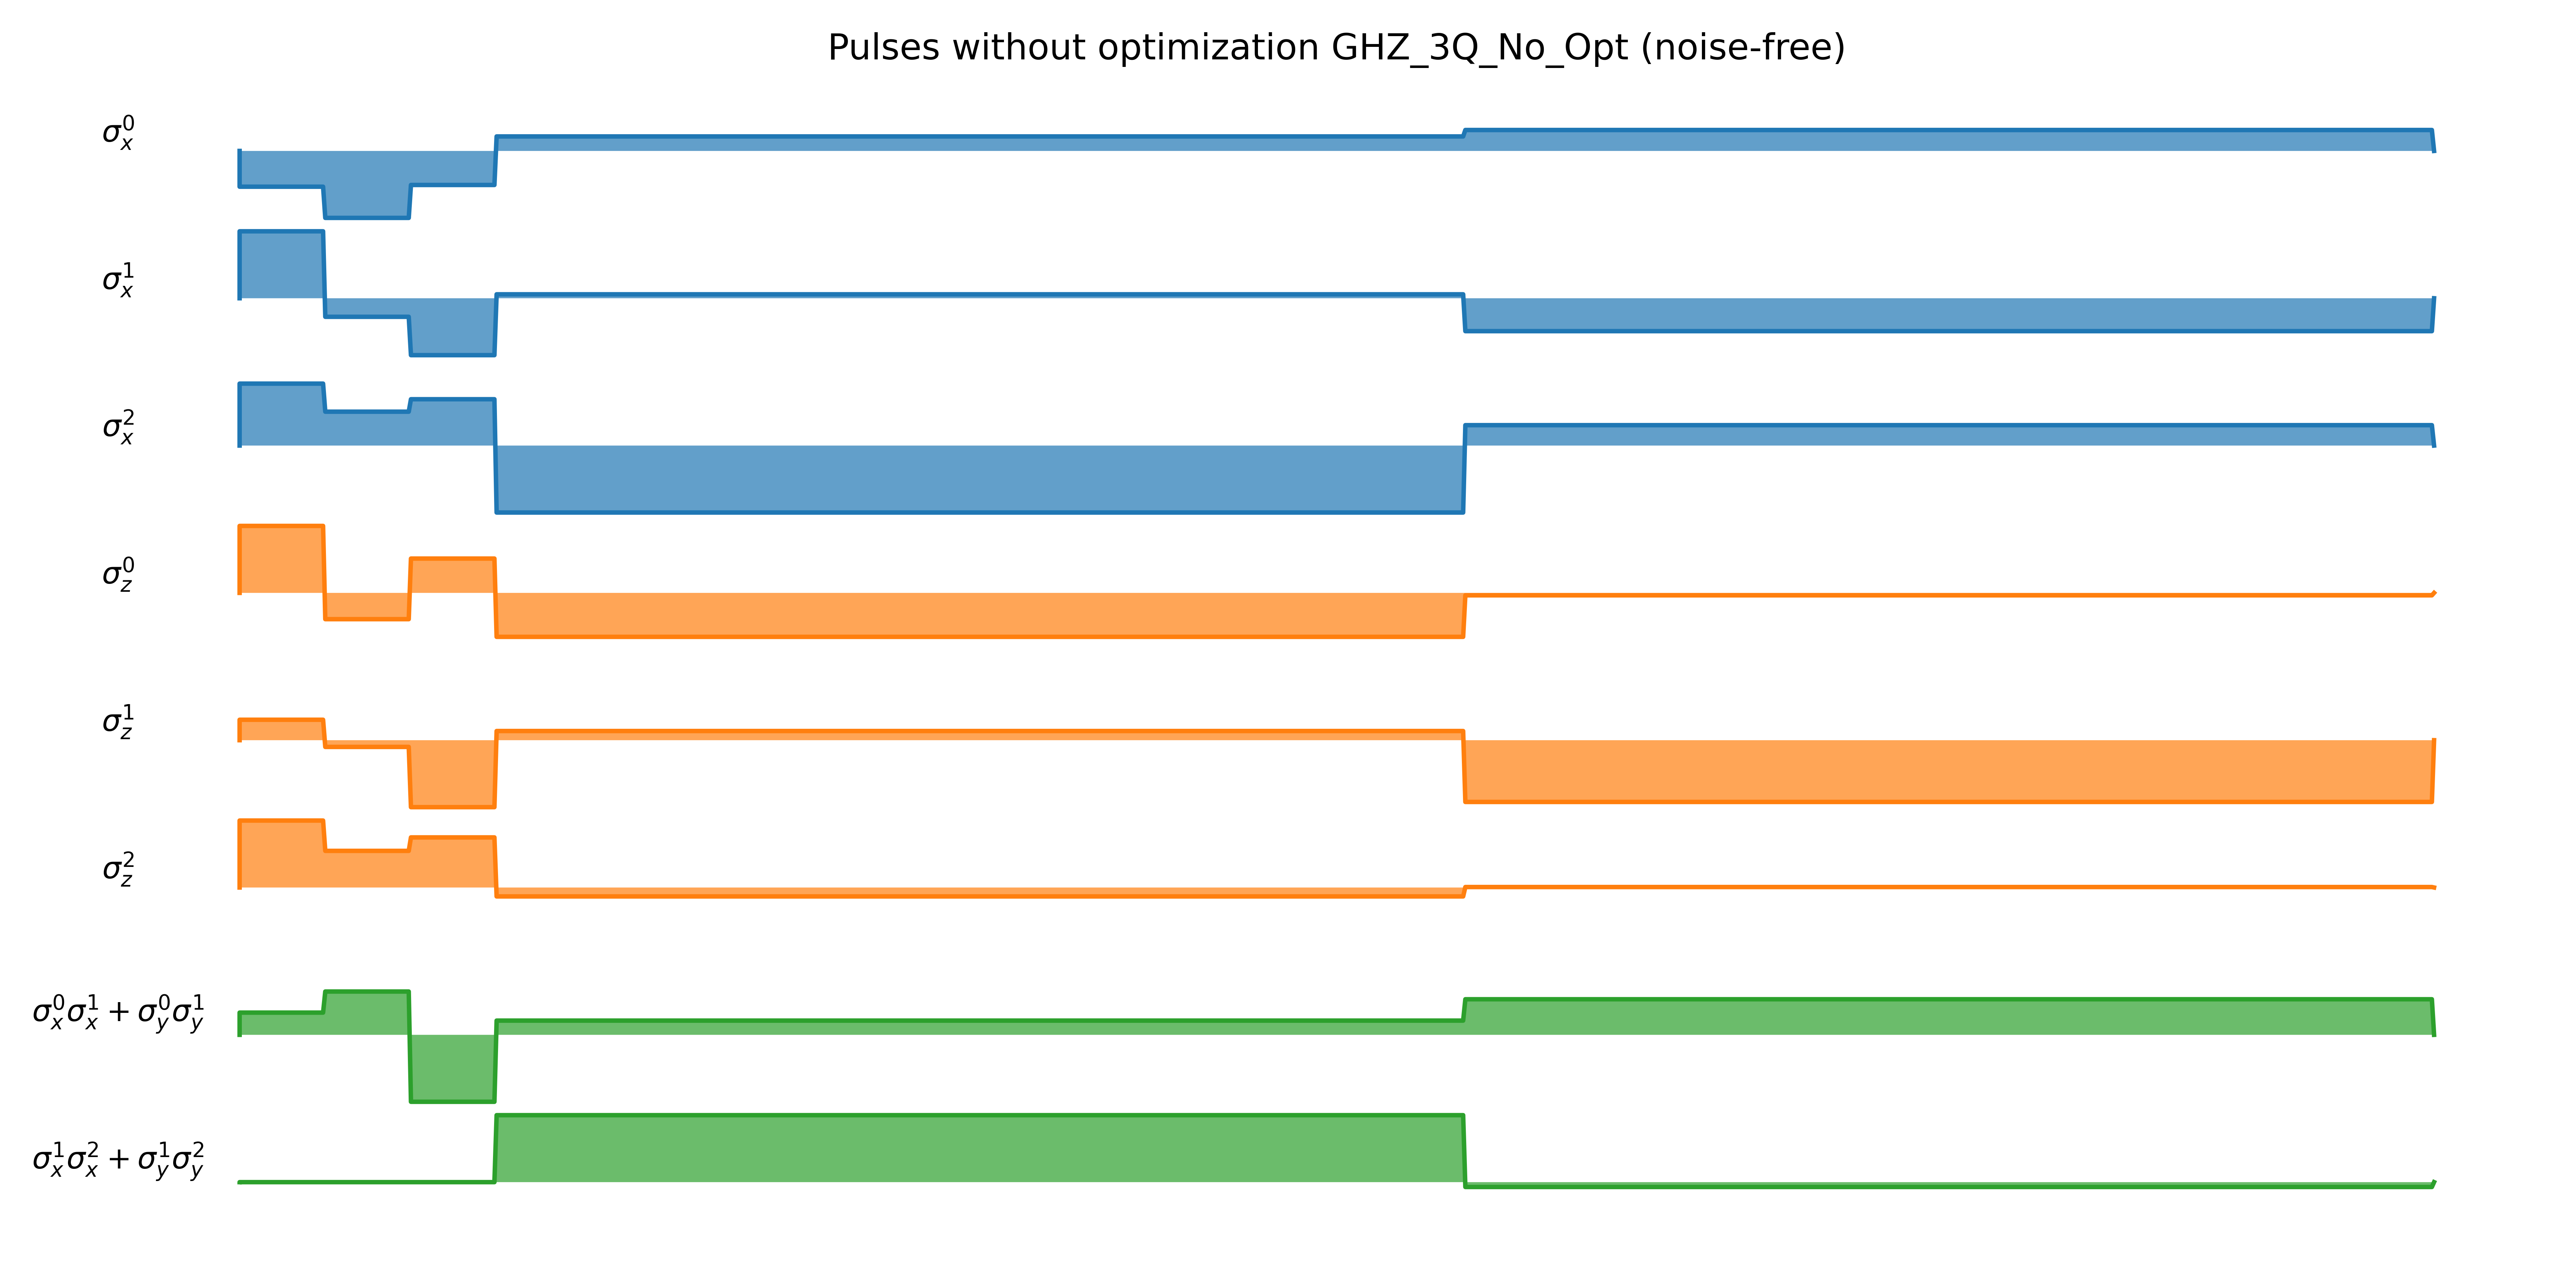 Pulses without optimization GHZ_3Q_No_Opt (noise-free)
σ_x^0
σ_x^1
σ_x^2
σ_z^0
σ_z^1
σ_z^2
σ_x^0σ_x^1 + σ_y^0σ_y^1
σ_x^1σ_x^2 + σ_y^1σ_y^2